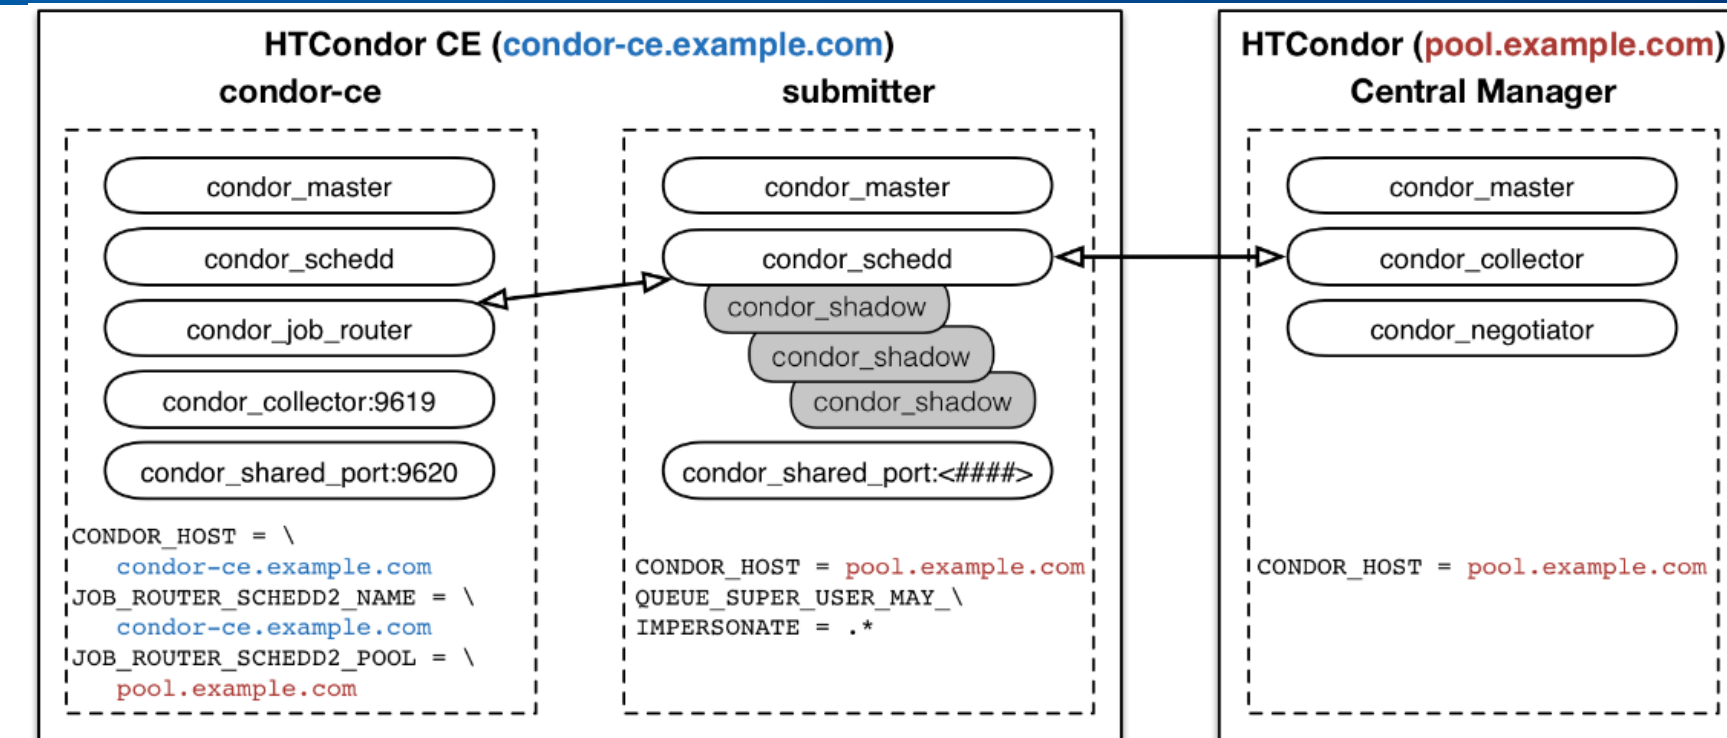 HTCondor CE (condor-ce.example.com)
condor-ce
condor_master
condor_schedd
condor_job_router
condor_collector:9619
condor_shared_port:9620
CONDOR_HOST = \
condor-ce.example.com
JOB_ROUTER_SCHEDD2_NAME = \
condor-ce.example.com
JOB_ROUTER_SCHEDD2_POOL = \
pool.example.com
submitter
condor_master
condor_schedd
condor_shadow
condor_shadow
condor_shadow
condor_shared_port:<####>
CONDOR_HOST = pool.example.com
QUEUE_SUPER_USER_MAY_\
IMPERSONATE = .*
HTCondor (pool.example.com)
Central Manager
condor_master
condor_collector
condor_negotiator
CONDOR_HOST = pool.example.com